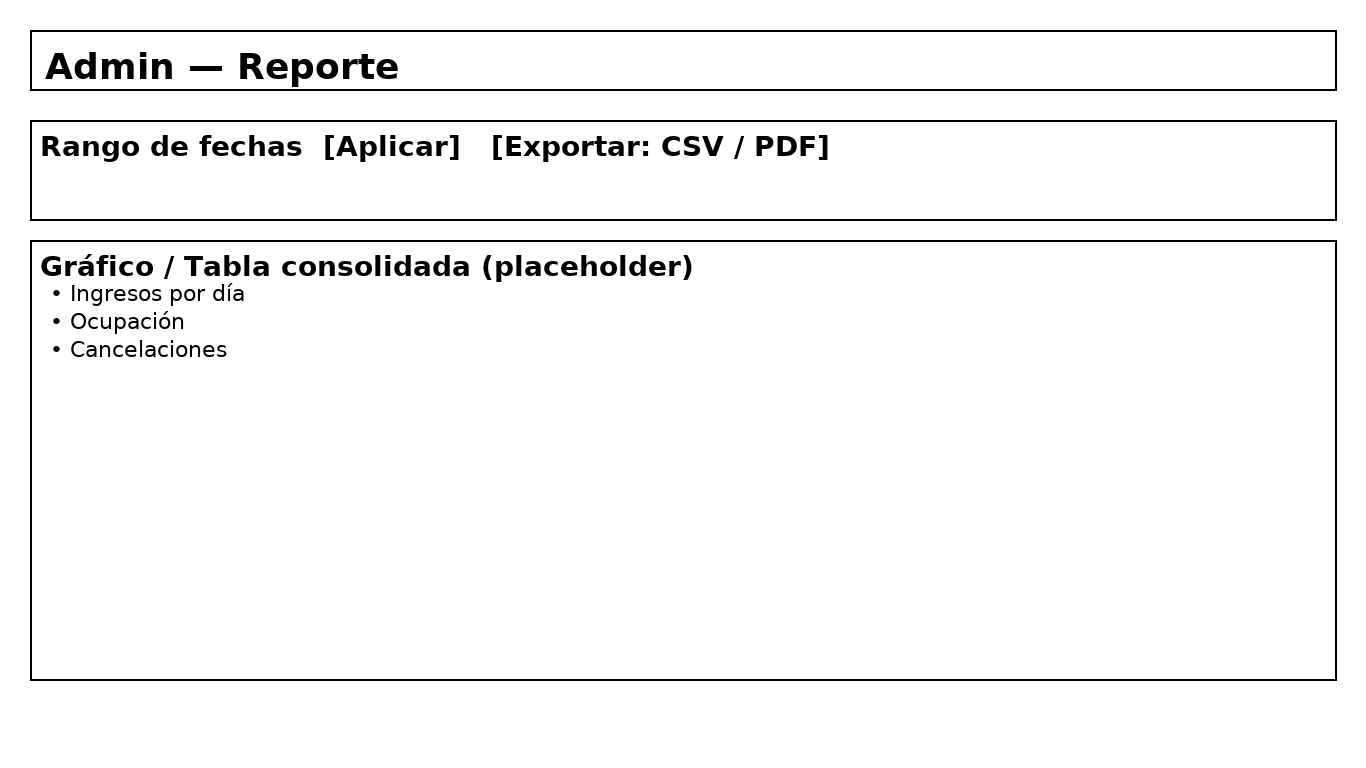 Admin — Reporte
Rango de fechas  [Aplicar]   [Exportar: CSV / PDF]
Gráfico / Tabla consolidada (placeholder)
• Ingresos por día
• Ocupación
• Cancelaciones